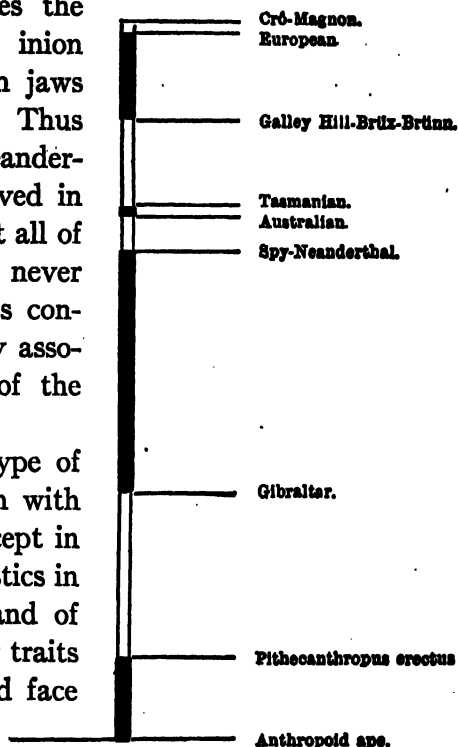 es the
inion
n jaws
Thus
eander-
ved in
t all of
never
s con-
y asso-
of the
ype of
n with
cept in
stics in
and of
traits
d face
Cró-Magnon.
European.
Galley Hill-Brüx-Brünn.
Tasmanian.
Australian.
Spy-Neanderthal.
Gibraltar.
Pithecanthropus erectus
Anthropoid ape.